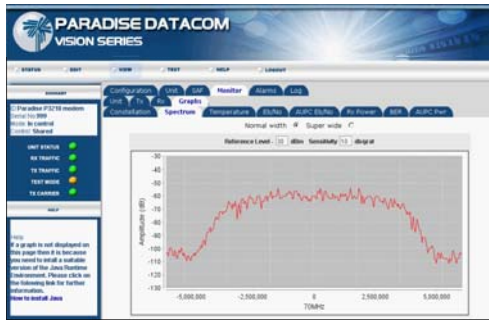 PARADISE DATACOM
VISION SERIES
STATUS
UNIT
VIEW
TEST
HELP
LOGOUT
SUMMARY
Paradise P3210 modem
Serial No: 999
Mode: In control
Control: Shared
UNIT STATUS
RX TRAFFIC
TX TRAFFIC
TEST MODE
TX CARRIER
HELP
Help
If a graph is not displayed on
this page then it is because
you need to intall a suitable
version of the Java Runtime
Environment. Please click on
the following link for further
information.
How to install Java
Configuration Unit SAF Monitor Alarms Log
Unit Tx Rx Graphs
Constellation Spectrum Temperature Eb/No AUPC Eb/No Rx Power BER AUPC Pwr
Normal width Super wide
Reference Level - 30 dBm Sensitivity 10 db/grat
Amplitude (dB)
-30
-50
-60
-70
-80
-90
-100
-110
-120
-130
-5,000,000 -2,500,000 0 2,500,000 5,000,000
70MHz